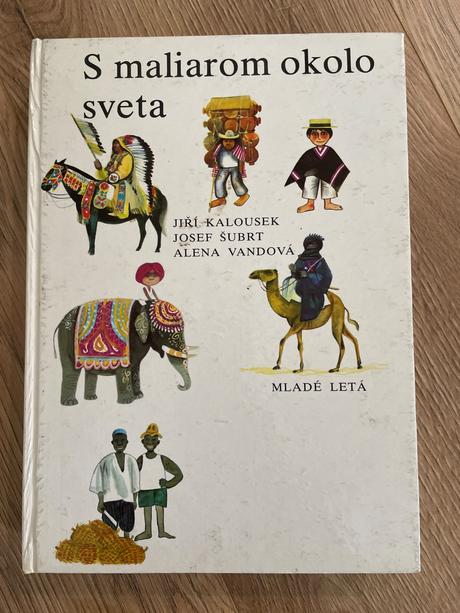 S maliarom okolo
sveta
JIŘÍ KALOUSEK
JOSEF ŠUBRT
ALENA VANDOVÁ
MLADÉ LETÁ